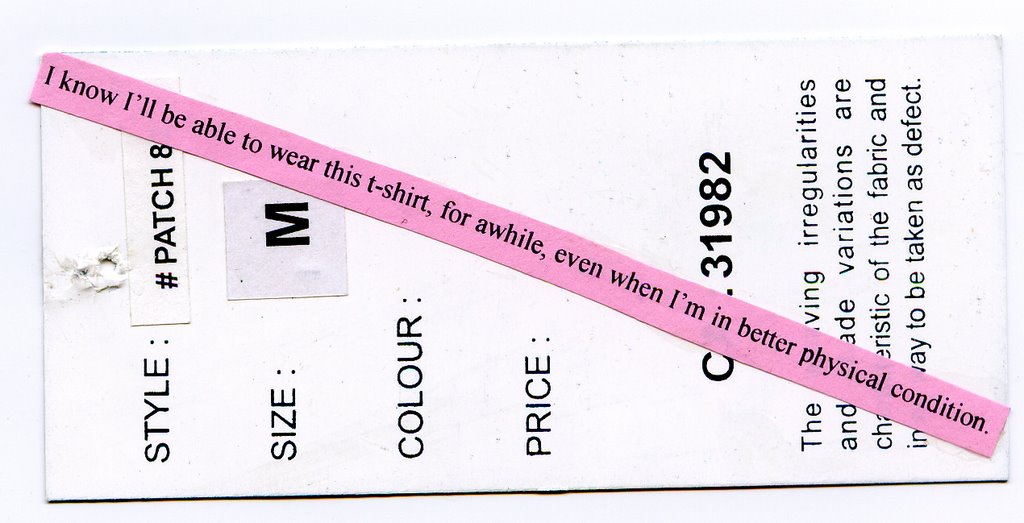 I know I'll be able to wear this t-shirt, for awhile, even when I'm in better physical condition.
STYLE : # PATCH 8
SIZE : M
COLOUR :
PRICE :
31982
The irregularities
and variations are
of the fabric and
to be taken as defect.